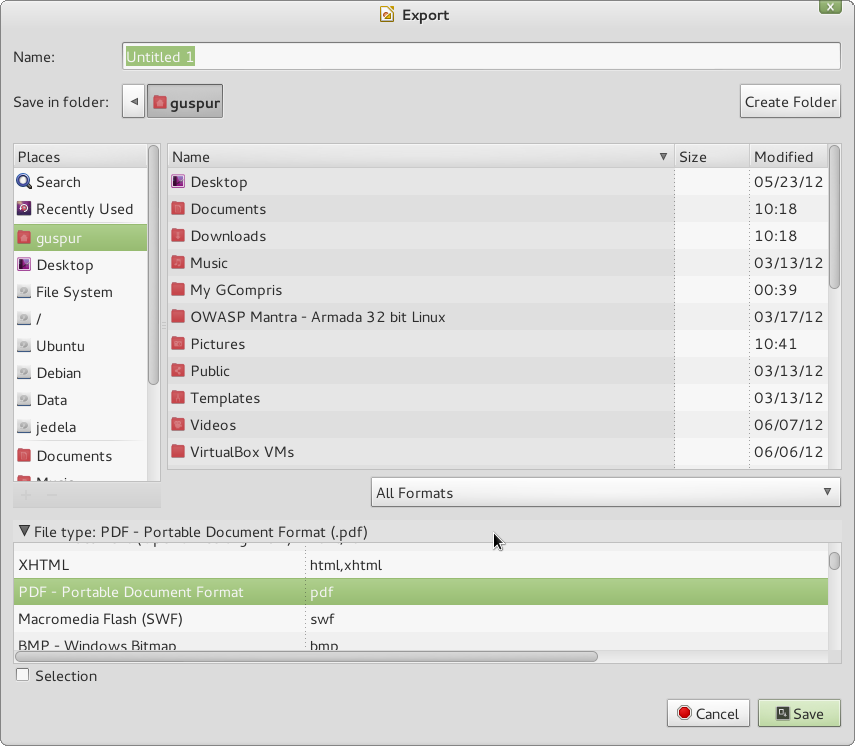 Export
Name: Untitled 1
Save in folder: guspur Create Folder
Places
Search
Recently Used
guspur
Desktop
File System
/
Ubuntu
Debian
Data
jedela
Documents
Music
Name Size Modified
Desktop 05/23/12
Documents 10:18
Downloads 10:18
Music 03/13/12
My GCompris 00:39
OWASP Mantra - Armada 32 bit Linux 03/17/12
Pictures 10:41
Public 03/13/12
Templates 03/13/12
Videos 06/07/12
VirtualBox VMs 06/06/12
All Formats
File type: PDF - Portable Document Format (.pdf)
XHTML html,xhtml
PDF - Portable Document Format pdf
Macromedia Flash (SWF) swf
BMP - Windows Bitmap bmp
Selection
Cancel Save